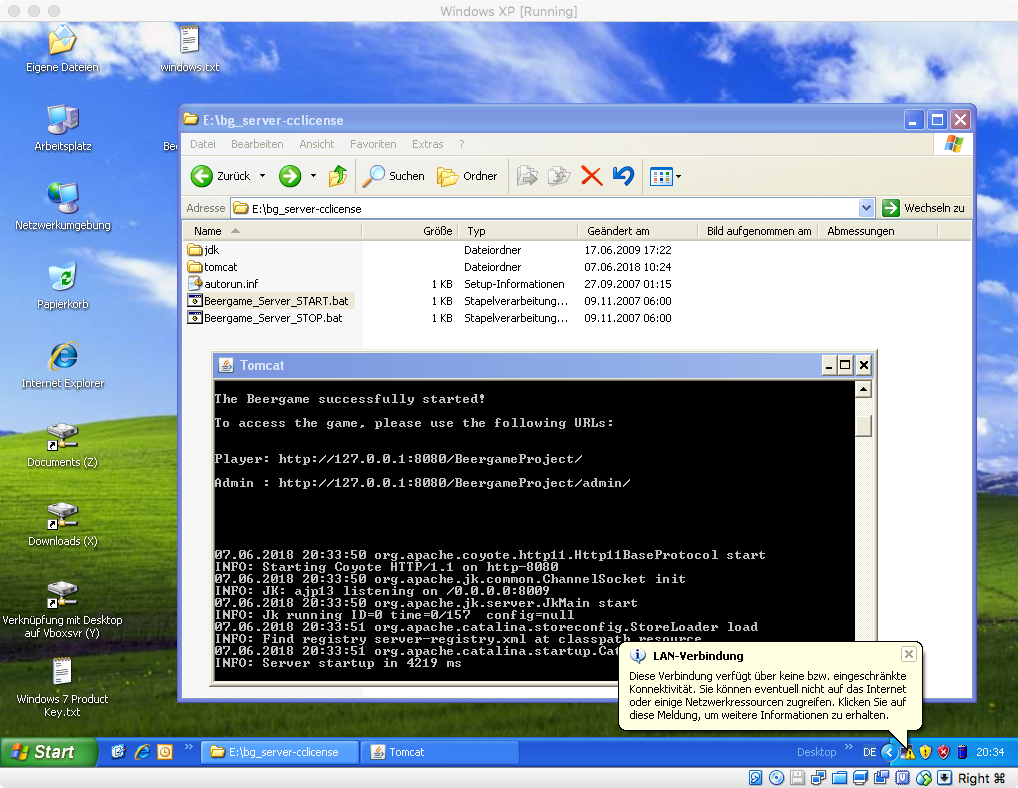 Windows XP [Running]
Eigene Dateien
windows.txt
Arbeitsplatz
Bee
Netzwerkumgebung
Papierkorb
Internet Explorer
Documents (Z)
Downloads (X)
Verknüpfung mit Desktop
auf Vboxsvr (Y)
Windows 7 Product
Key.txt
E:\bg_server-cclicense
Datei Bearbeiten Ansicht Favoriten Extras ?
Zurück Suchen Ordner
Adresse E:\bg_server-cclicense Wechseln zu
Name Größe Typ Geändert am Bild aufgenommen am Abmessungen
jdk Dateiordner 17.06.2009 17:22
tomcat Dateiordner 07.06.2018 10:24
autorun.inf 1 KB Setup-Informationen 27.09.2007 01:15
Beergame_Server_START.bat 1 KB Stapelverarbeitung... 09.11.2007 06:00
Beergame_Server_STOP.bat 1 KB Stapelverarbeitung... 09.11.2007 06:00
Tomcat
The Beergame successfully started!
To access the game, please use the following URLs:
Player: http://127.0.0.1:8080/BeergameProject/
Admin : http://127.0.0.1:8080/BeergameProject/admin/
07.06.2018 20:33:50 org.apache.coyote.http11.Http11BaseProtocol start
INFO: Starting Coyote HTTP/1.1 on http-8080
07.06.2018 20:33:50 org.apache.jk.common.ChannelSocket init
INFO: JK: ajp13 listening on /0.0.0.0:8009
07.06.2018 20:33:50 org.apache.jk.server.JkMain start
INFO: Jk running ID=0 time=0/157 config=null
07.06.2018 20:33:51 org.apache.catalina.storeconfig.StoreLoader load
INFO: Find registry server-registry.xml at classpath resource
07.06.2018 20:33:51 org.apache.catalina.startup.Cat
INFO: Server startup in 4219 ms
LAN-Verbindung
Diese Verbindung verfügt über keine bzw. eingeschränkte
Konnektivität. Sie können eventuell nicht auf das Internet
oder einige Netzwerkressourcen zugreifen. Klicken Sie auf
diese Meldung, um weitere Informationen zu erhalten.
Start E:\bg_server-cclicense Tomcat Desktop DE 20:34
Right ⌘